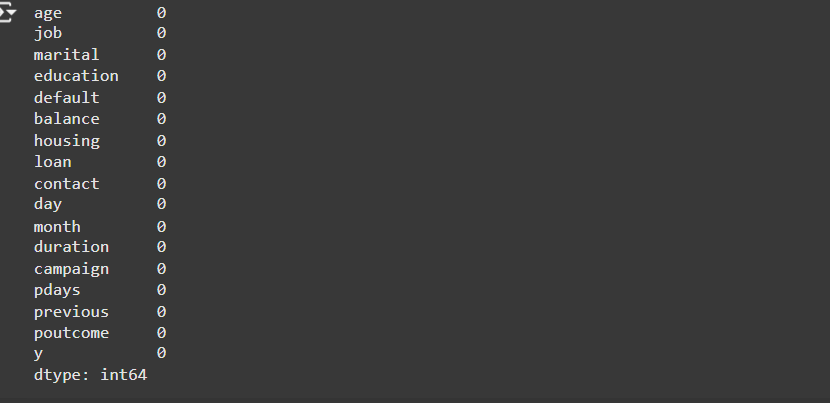 age 0
job 0
marital 0
education 0
default 0
balance 0
housing 0
loan 0
contact 0
day 0
month 0
duration 0
campaign 0
pdays 0
previous 0
poutcome 0
y 0
dtype: int64